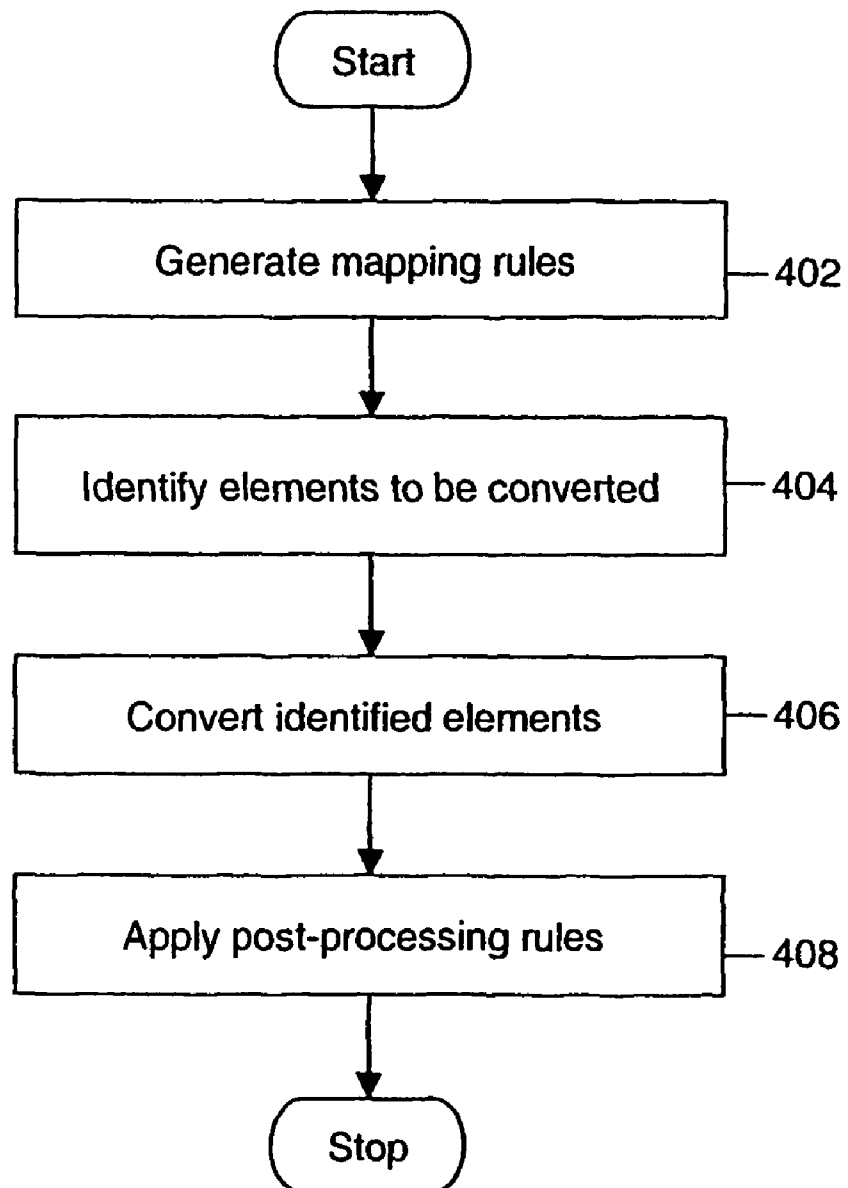 Start
Generate mapping rules
402
Identify elements to be converted
404
Convert identified elements
406
Apply post-processing rules
408
Stop